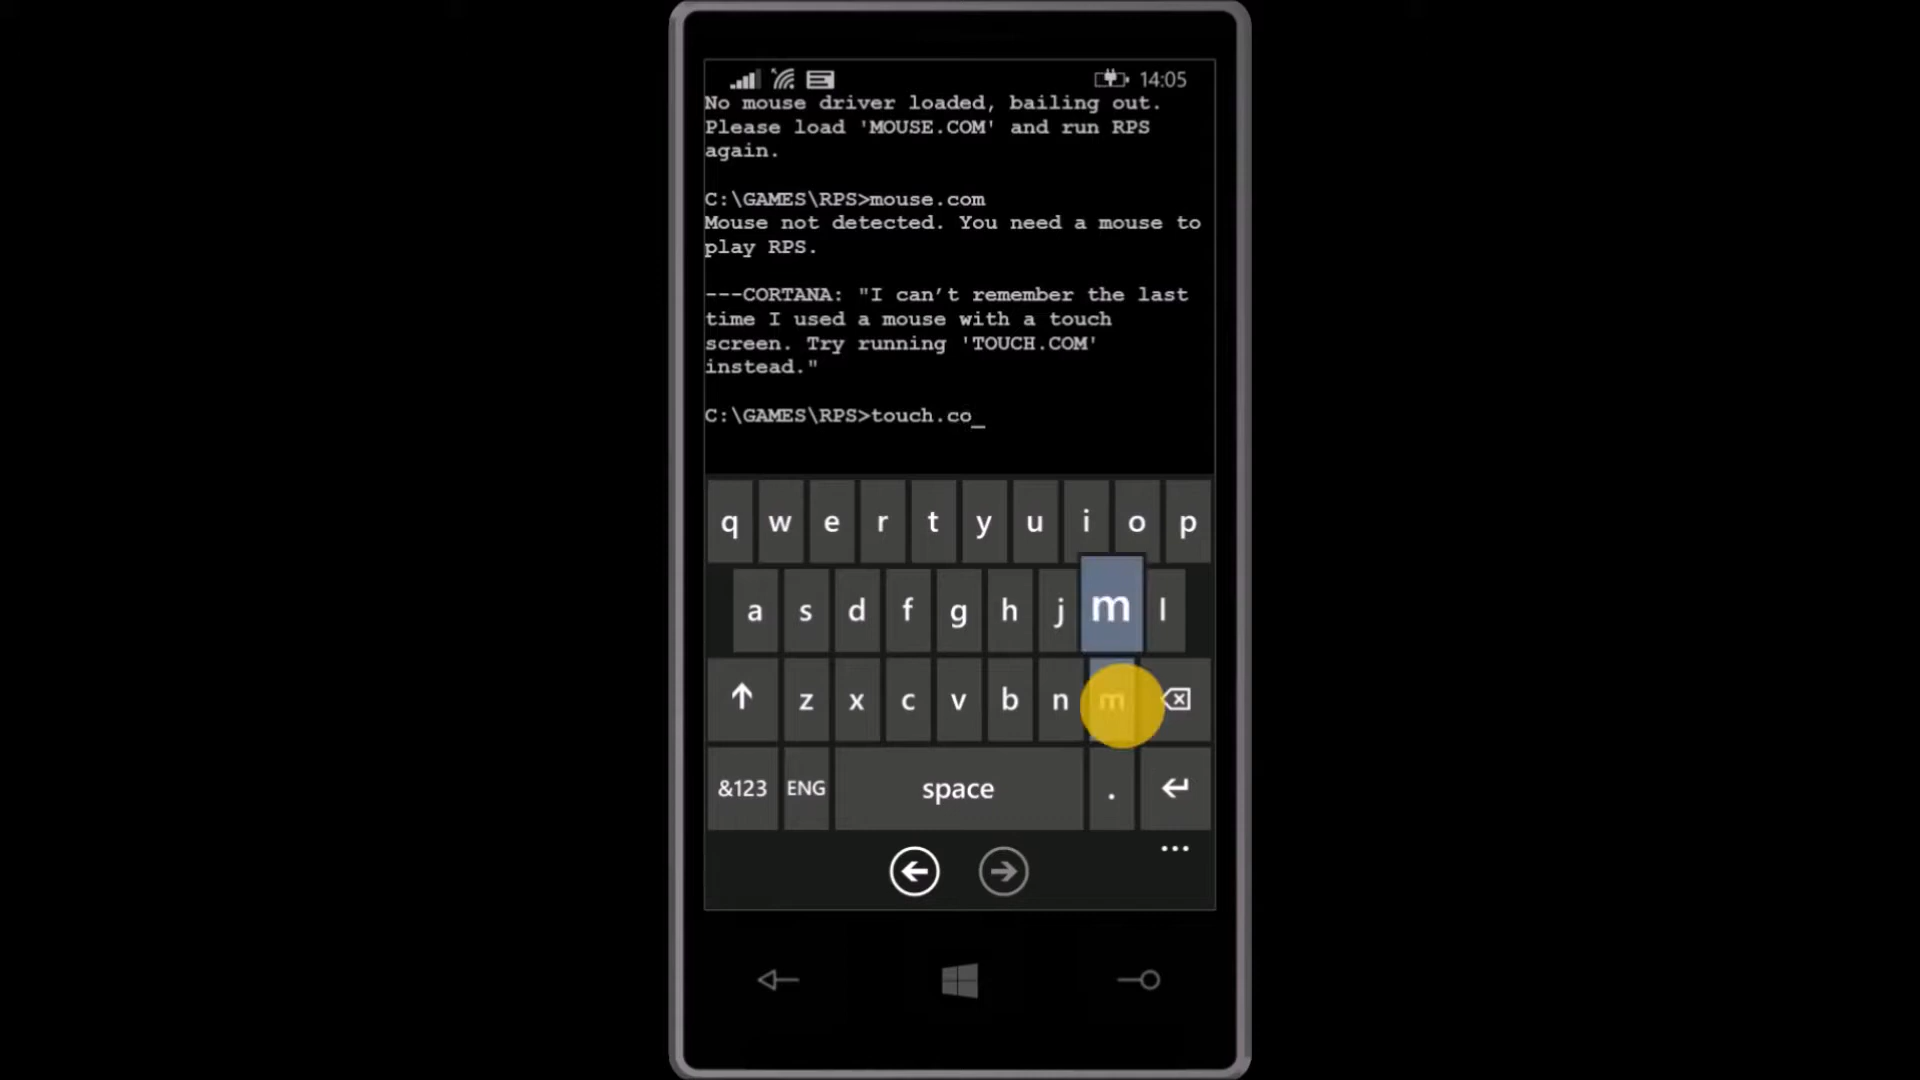 14:05
No mouse driver loaded, bailing out.
Please load 'MOUSE.COM' and run RPS
again.
C:\GAMES\RPS>mouse.com
Mouse not detected. You need a mouse to
play RPS.
---CORTANA: "I can’t remember the last
time I used a mouse with a touch
screen. Try running 'TOUCH.COM'
instead."
C:\GAMES\RPS>touch.co_
q w e r t y u i o p
a s d f g h j m l
z x c v b n m
&123 ENG space .